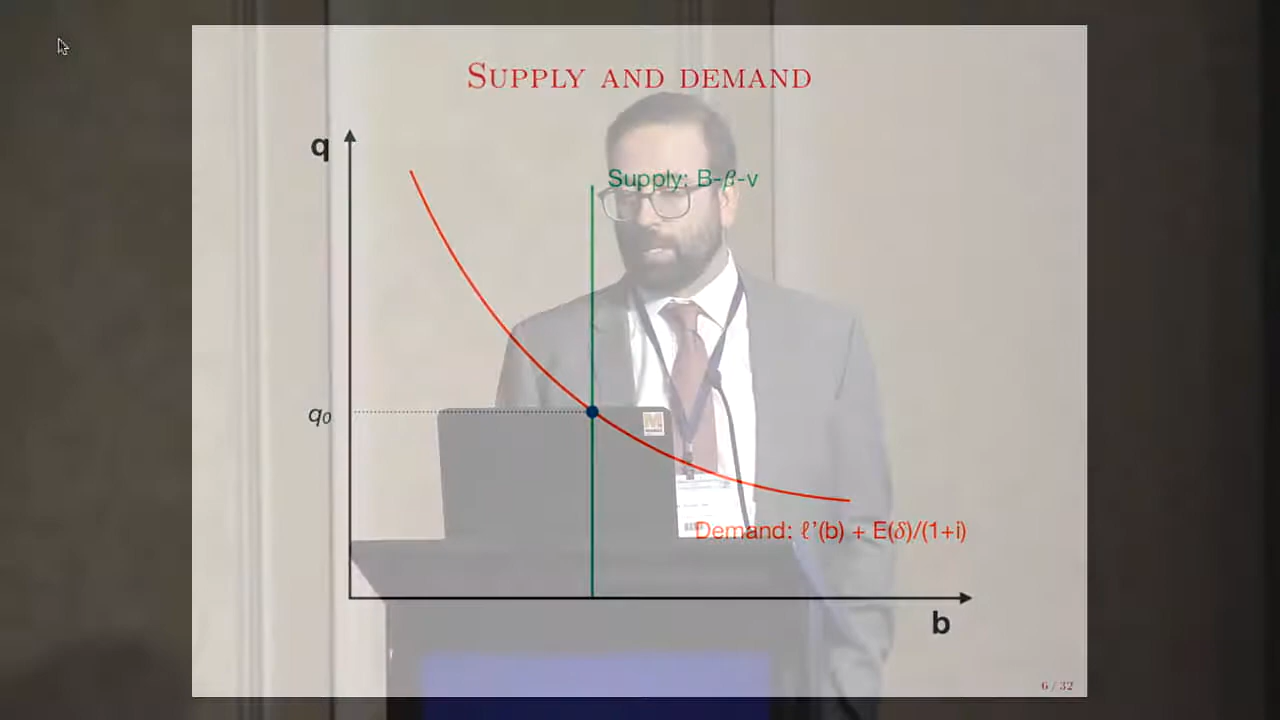 SUPPLY AND DEMAND
q
Supply: B-β-v
q₀
M
Demand: ℓ'(b) + E(δ)/(1+i)
b
6 / 32